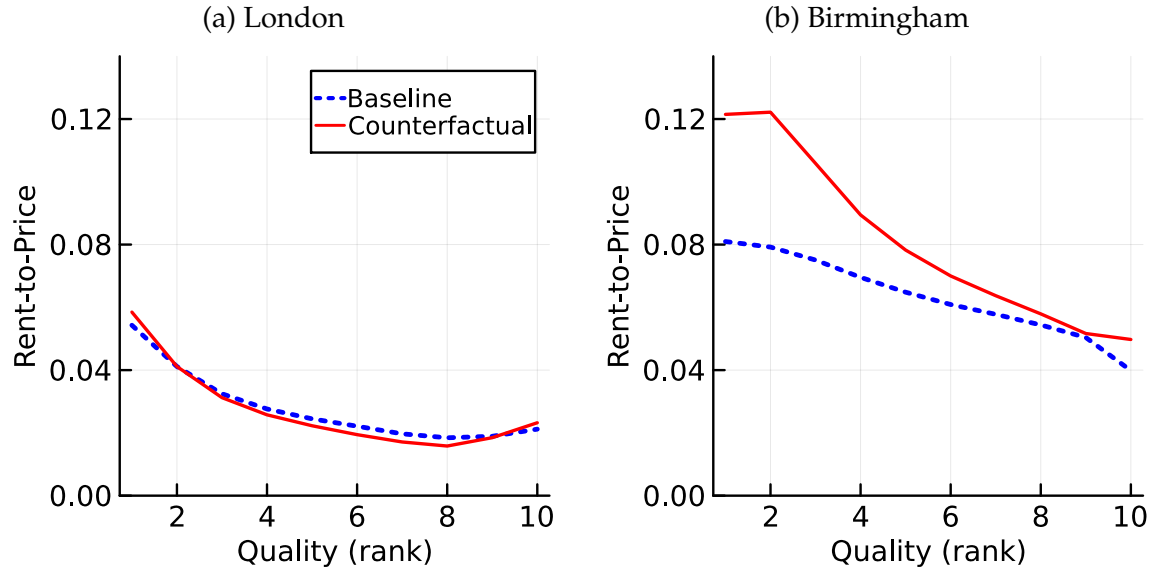 (a) London
Rent-to-Price
0.12
0.08
0.04
0.00
Baseline
Counterfactual
2 4 6 8 10
Quality (rank)
(b) Birmingham
Rent-to-Price
0.12
0.08
0.04
0.00
2 4 6 8 10
Quality (rank)